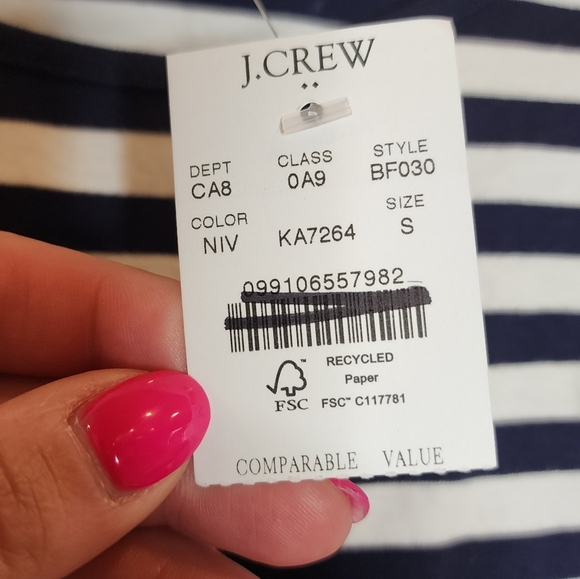 J.CREW
DEPT CLASS STYLE
CA8 0A9 BF030
COLOR SIZE
NIV KA7264 S
099106557982
RECYCLED
Paper
FSC FSC™ C117781
COMPARABLE VALUE